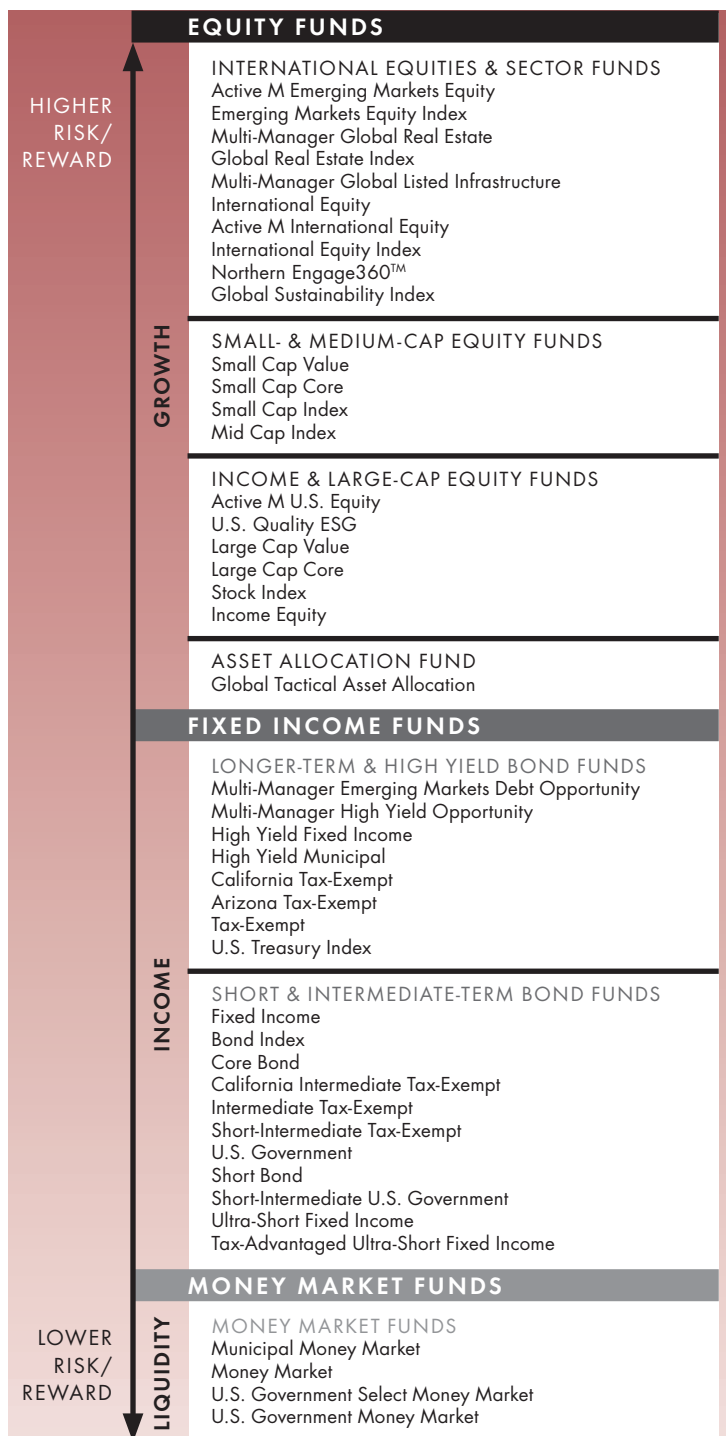 EQUITY FUNDS
HIGHER
RISK/
REWARD
GROWTH
INTERNATIONAL EQUITIES & SECTOR FUNDS
Active M Emerging Markets Equity
Emerging Markets Equity Index
Multi-Manager Global Real Estate
Global Real Estate Index
Multi-Manager Global Listed Infrastructure
International Equity
Active M International Equity
International Equity Index
Northern Engage360™
Global Sustainability Index
SMALL- & MEDIUM-CAP EQUITY FUNDS
Small Cap Value
Small Cap Core
Small Cap Index
Mid Cap Index
INCOME & LARGE-CAP EQUITY FUNDS
Active M U.S. Equity
U.S. Quality ESG
Large Cap Value
Large Cap Core
Stock Index
Income Equity
ASSET ALLOCATION FUND
Global Tactical Asset Allocation
FIXED INCOME FUNDS
INCOME
LONGER-TERM & HIGH YIELD BOND FUNDS
Multi-Manager Emerging Markets Debt Opportunity
Multi-Manager High Yield Opportunity
High Yield Fixed Income
High Yield Municipal
California Tax-Exempt
Arizona Tax-Exempt
Tax-Exempt
U.S. Treasury Index
SHORT & INTERMEDIATE-TERM BOND FUNDS
Fixed Income
Bond Index
Core Bond
California Intermediate Tax-Exempt
Intermediate Tax-Exempt
Short-Intermediate Tax-Exempt
U.S. Government
Short Bond
Short-Intermediate U.S. Government
Ultra-Short Fixed Income
Tax-Advantaged Ultra-Short Fixed Income
MONEY MARKET FUNDS
LOWER
RISK/
REWARD
LIQUIDITY
MONEY MARKET FUNDS
Municipal Money Market
Money Market
U.S. Government Select Money Market
U.S. Government Money Market